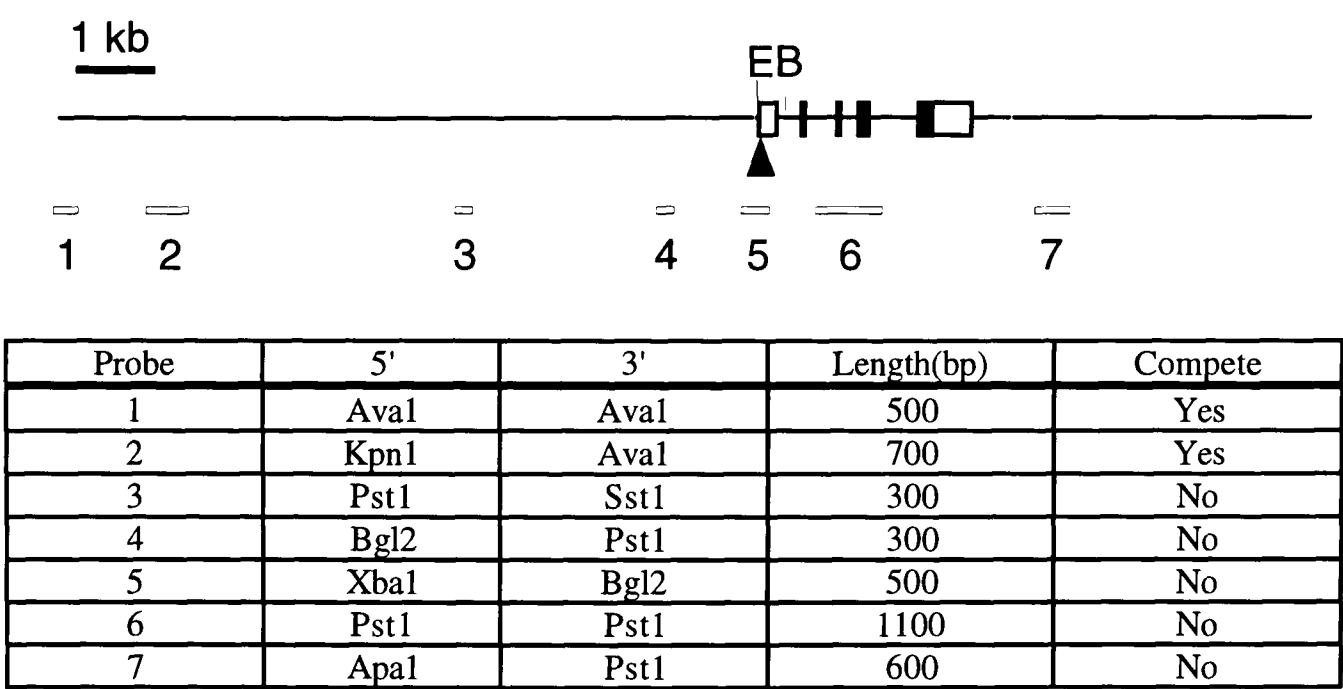 1 kb
EB
1 2 3 4 5 6 7
Probe 5' 3' Length(bp) Compete
1 Ava1 Ava1 500 Yes
2 Kpn1 Ava1 700 Yes
3 Pst1 Sst1 300 No
4 Bgl2 Pst1 300 No
5 Xba1 Bgl2 500 No
6 Pst1 Pst1 1100 No
7 Apa1 Pst1 600 No